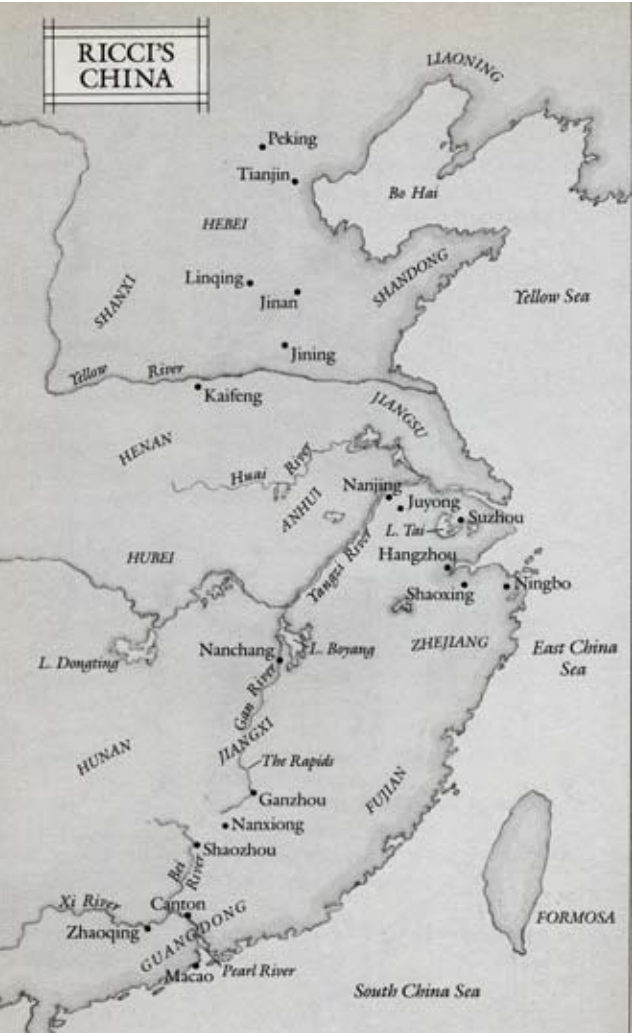 RICCI'S
CHINA
LIAONING
Peking
Tianjin
Bo Hai
HEBEI
SHANXI
Linqing
Jinan
SHANDONG
Yellow Sea
Jining
Yellow River
Kaifeng
JIANGSU
HENAN
Huai River
Nanjing
Juyong
ANHUI
L. Tai
Suzhou
HUBEI
Yangzi River
Hangzhou
Shaoxing
Ningbo
L. Dongting
Nanchang
L. Boyang
ZHEJIANG
East China
Sea
Gan River
HUNAN
JIANGXI
The Rapids
Ganzhou
FUJIAN
Nanxiong
Shaozhou
Bei River
Xi River
Canton
Zhaoqing
GUANGDONG
FORMOSA
Macao
Pearl River
South China Sea